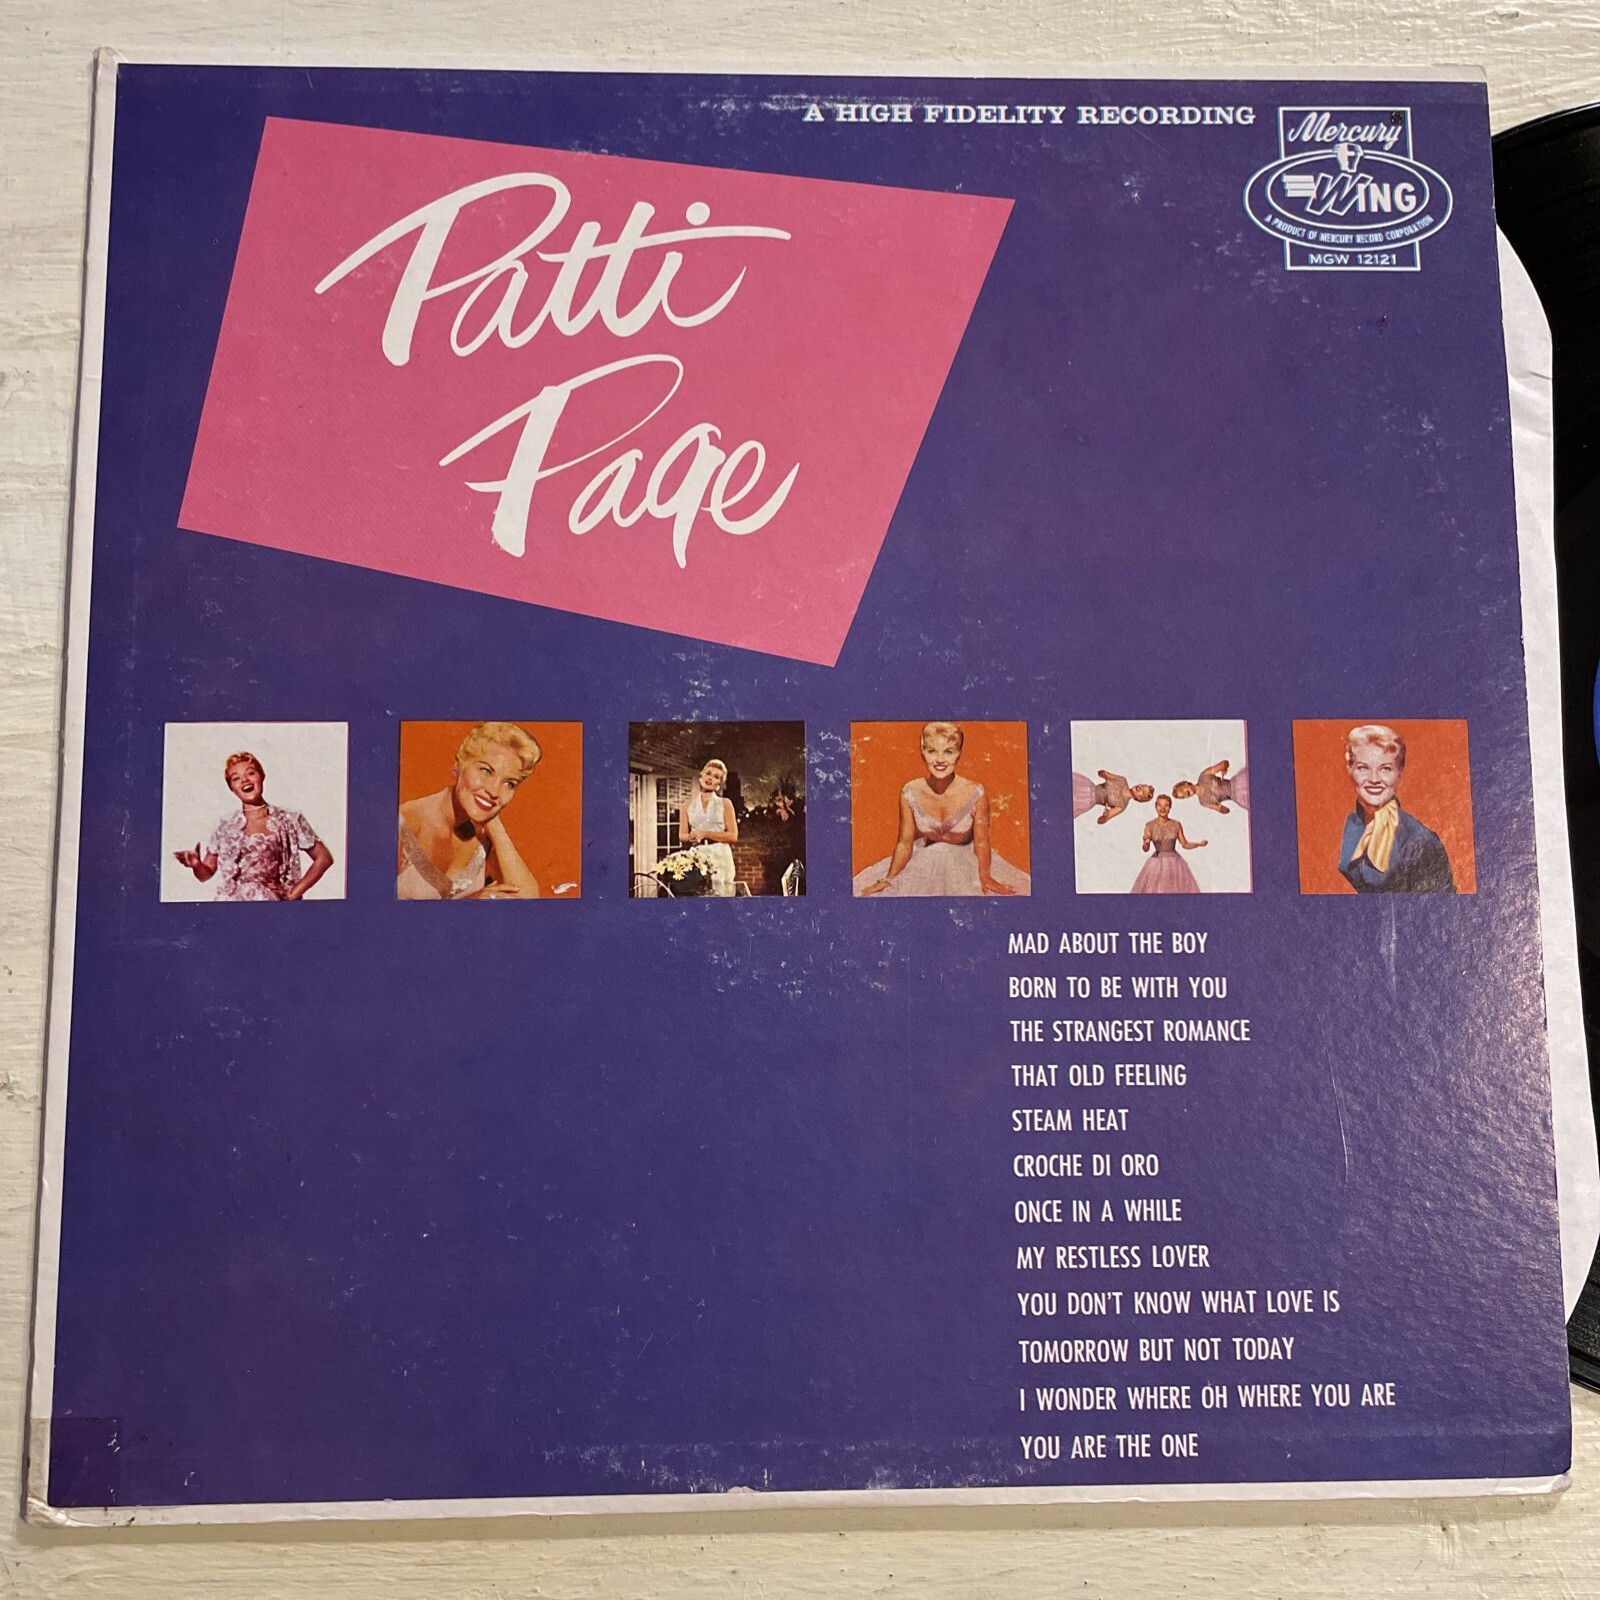 A HIGH FIDELITY RECORDING
Mercury
WING
A PRODUCT OF MERCURY RECORD CORPORATION
MGW 12121
Patti
Page
MAD ABOUT THE BOY
BORN TO BE WITH YOU
THE STRANGEST ROMANCE
THAT OLD FEELING
STEAM HEAT
CROCHE DI ORO
ONCE IN A WHILE
MY RESTLESS LOVER
YOU DON'T KNOW WHAT LOVE IS
TOMORROW BUT NOT TODAY
I WONDER WHERE OH WHERE YOU ARE
YOU ARE THE ONE